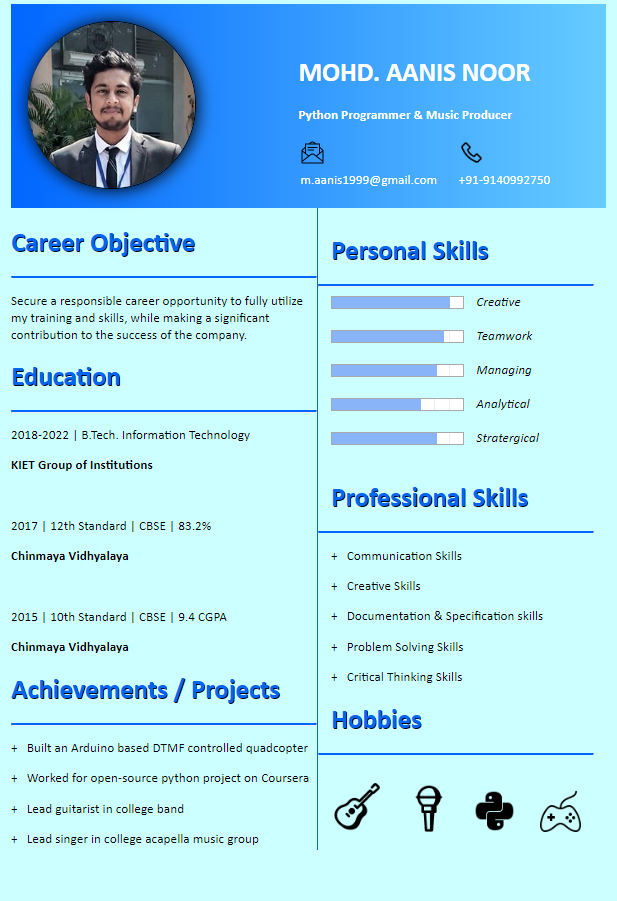 MOHD. AANIS NOOR
Python Programmer & Music Producer
m.aanis1999@gmail.com
+91-9140992750
Career Objective
Secure a responsible career opportunity to fully utilize
my training and skills, while making a significant
contribution to the success of the company.
Education
2018-2022 | B.Tech. Information Technology
KIET Group of Institutions
2017 | 12th Standard | CBSE | 83.2%
Chinmaya Vidhyalaya
2015 | 10th Standard | CBSE | 9.4 CGPA
Chinmaya Vidhyalaya
Achievements / Projects
+ Built an Arduino based DTMF controlled quadcopter
+ Worked for open-source python project on Coursera
+ Lead guitarist in college band
+ Lead singer in college acapella music group
Personal Skills
Creative
Teamwork
Managing
Analytical
Stratergical
Professional Skills
+ Communication Skills
+ Creative Skills
+ Documentation & Specification skills
+ Problem Solving Skills
+ Critical Thinking Skills
Hobbies